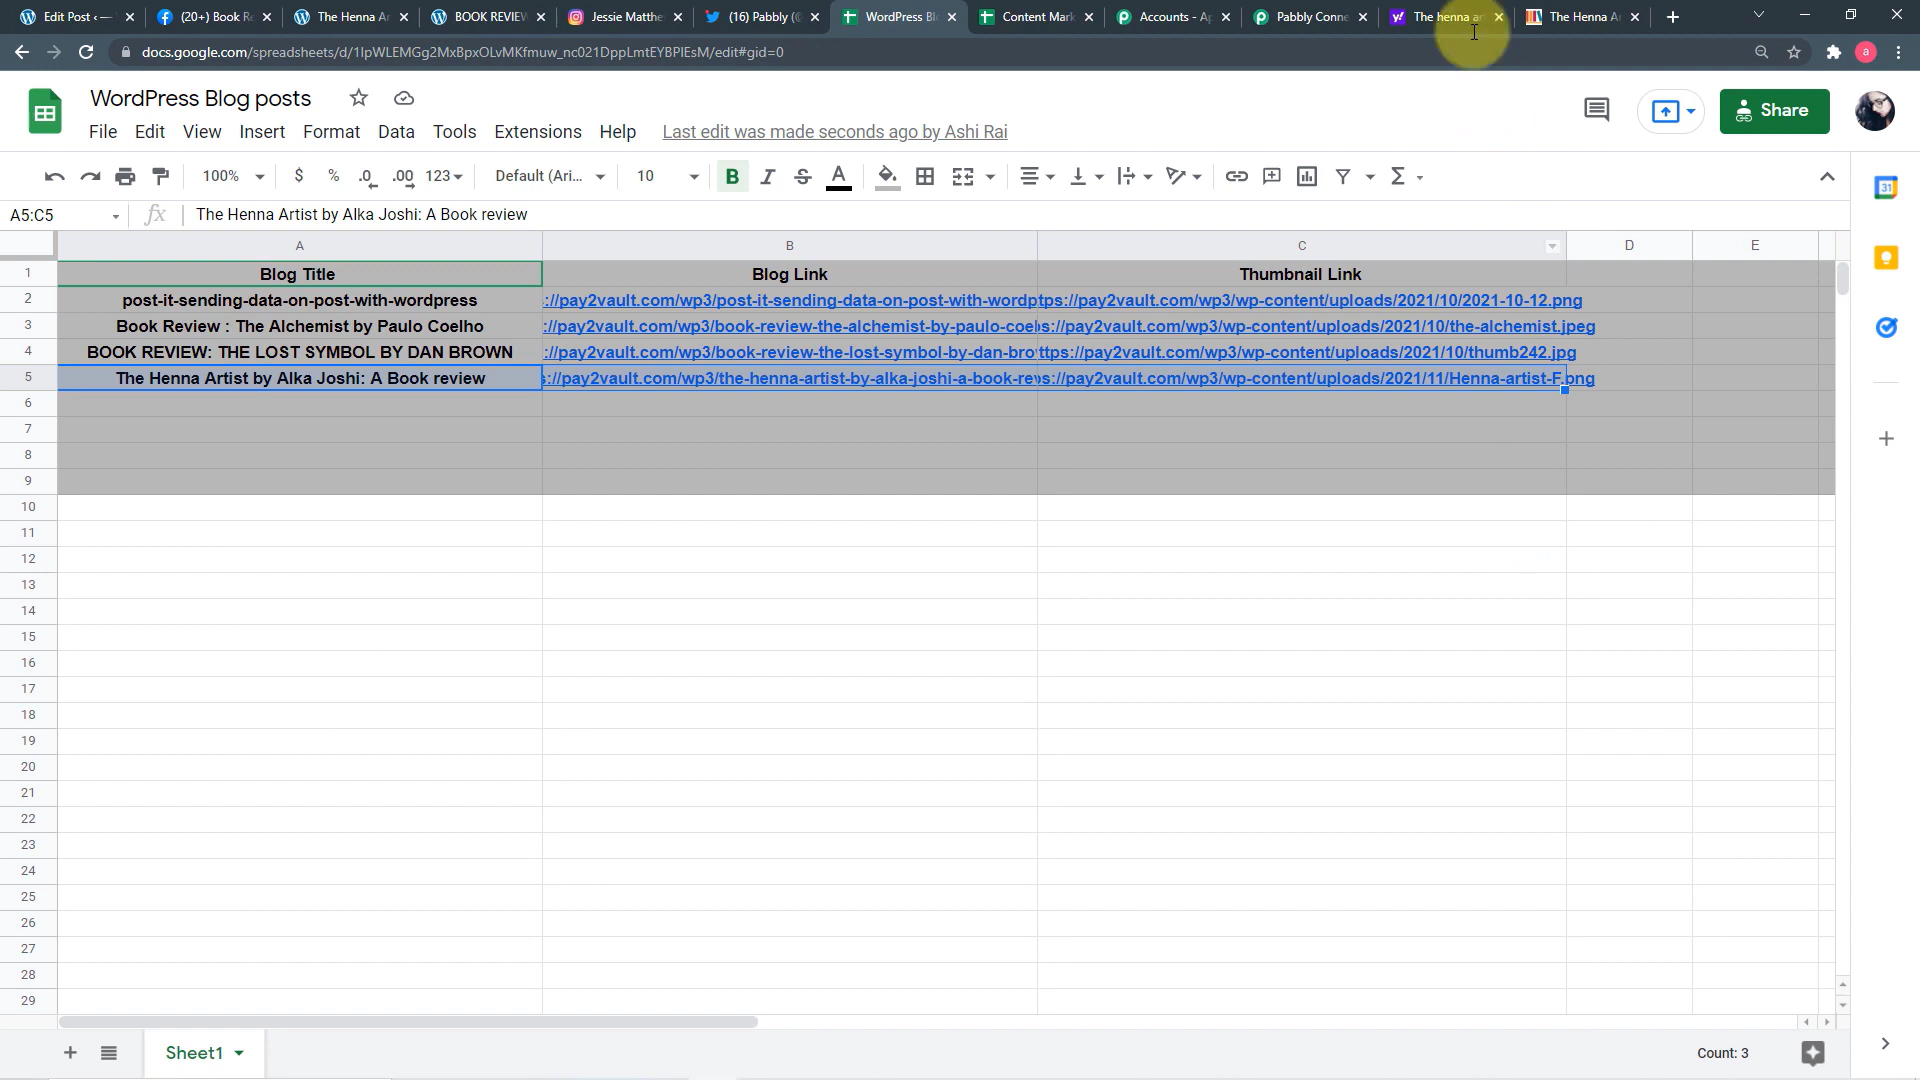 Edit Post ‹ —
(20+) Book R
The Henna Ar
BOOK REVIEW
Jessie Matthe
(16) Pabbly (@
WordPress Bl
Content Mark
Accounts - Ap
Pabbly Conne
The henna ar
The Henna Ar
docs.google.com/spreadsheets/d/1IpWLEMGg2MxBpxOLvMKfmuw_nc021DppLmtEYBPIEsM/edit#gid=0
a
WordPress Blog posts
Share
File Edit View Insert Format Data Tools Extensions Help Last edit was made seconds ago by Ashi Rai
100% $ % .0 .00 123 Default (Ari... 10 B I S A Σ
31
A5:C5 fx The Henna Artist by Alka Joshi: A Book review
A B C D E
1 Blog Title Blog Link Thumbnail Link
2 post-it-sending-data-on-post-with-wordpress ://pay2vault.com/wp3/post-it-sending-data-on-post-with-wordp ttps://pay2vault.com/wp3/wp-content/uploads/2021/10/2021-10-12.png
3 Book Review : The Alchemist by Paulo Coelho ://pay2vault.com/wp3/book-review-the-alchemist-by-paulo-coel s://pay2vault.com/wp3/wp-content/uploads/2021/10/the-alchemist.jpeg
4 BOOK REVIEW: THE LOST SYMBOL BY DAN BROWN ://pay2vault.com/wp3/book-review-the-lost-symbol-by-dan-bro ttps://pay2vault.com/wp3/wp-content/uploads/2021/10/thumb242.jpg
5 The Henna Artist by Alka Joshi: A Book review s://pay2vault.com/wp3/the-henna-artist-by-alka-joshi-a-book-rev s://pay2vault.com/wp3/wp-content/uploads/2021/11/Henna-artist-F.png
6
7
8
9
10
11
12
13
14
15
16
17
18
19
20
21
22
23
24
25
26
27
28
29
Sheet1
Count: 3